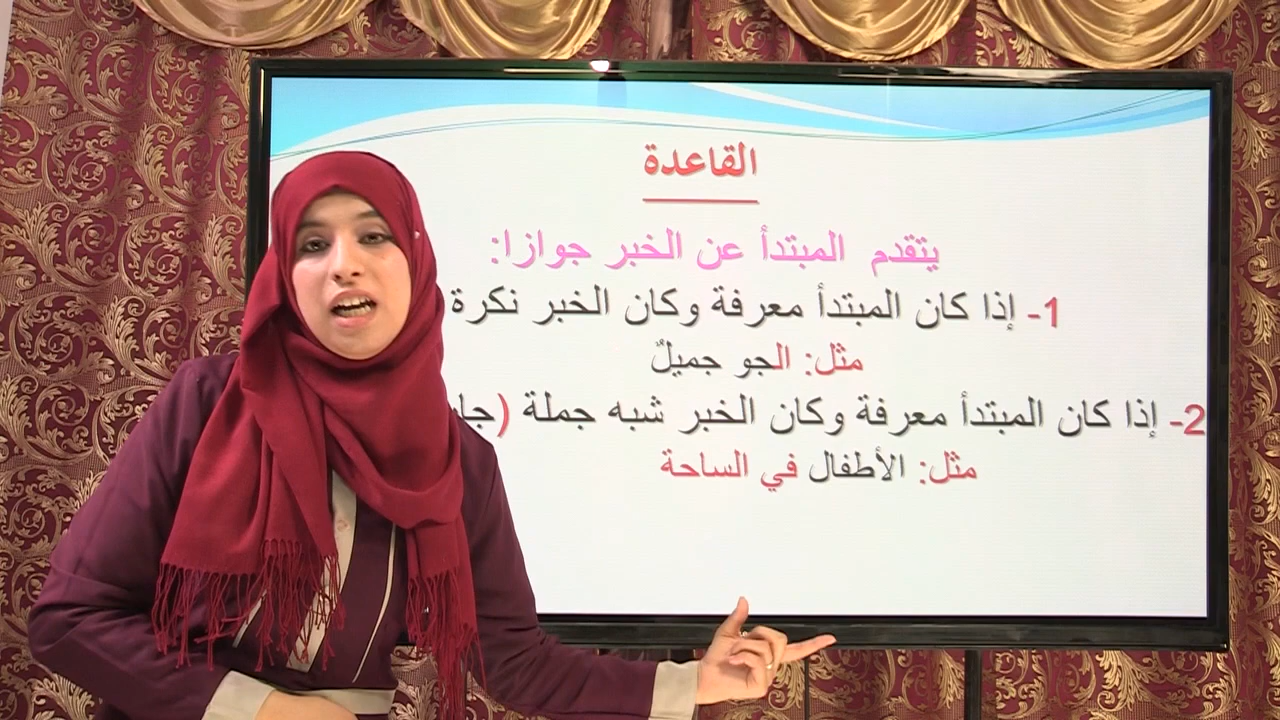 القاعدة
يتقدم المبتدأ عن الخبر جوازا:
1- إذا كان المبتدأ معرفة وكان الخبر نكرة
مثل: الجو جميلٌ
2- إذا كان المبتدأ معرفة وكان الخبر شبه جملة (
مثل: الأطفال في الساحة